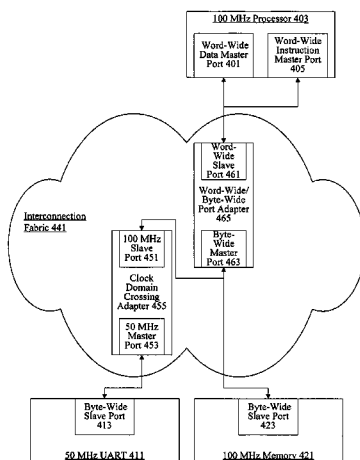 100 MHz Processor 403
Word-Wide
Data Master
Port 401
Word-Wide
Instruction
Master Port
405
Word-
Wide
Slave
Port 461
Word-Wide/
Byte-Wide
Port Adapter
465
Byte-
Wide
Master
Port 463
Interconnection
Fabric 441
100 MHz
Slave
Port 451
Clock
Domain
Crossing
Adapter 455
50 MHz
Master
Port 453
Byte-Wide
Slave Port
413
50 MHz UART 411
Byte-Wide
Slave Port
423
100 MHz Memory 421